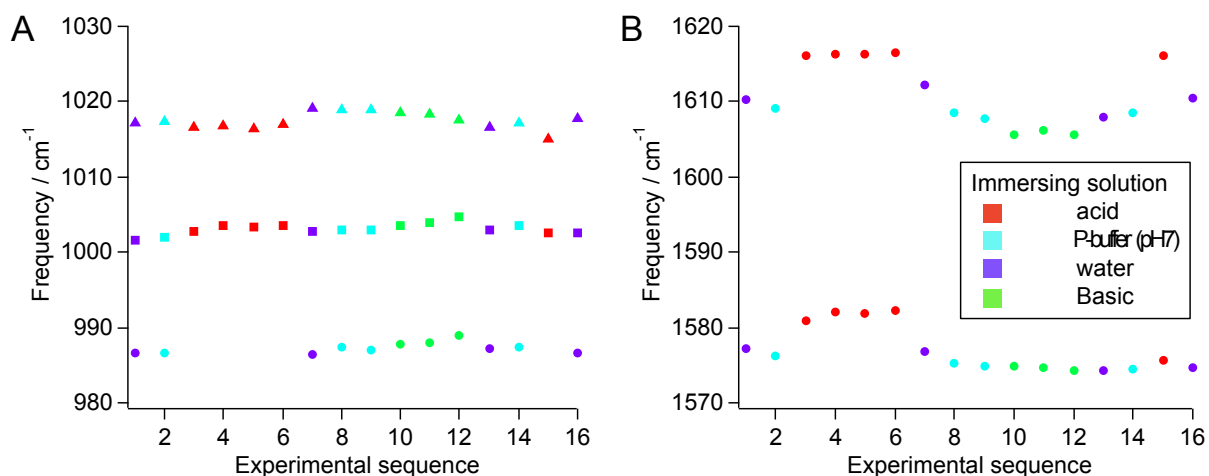 A
Frequency / cm-1
1030
1020
1010
1000
990
980
2 4 6 8 10 12 14 16
Experimental sequence
B
Frequency / cm-1
1620
1610
1600
1590
1580
1570
2 4 6 8 10 12 14 16
Experimental sequence
Immersing solution
acid
P-buffer (pH7)
water
Basic